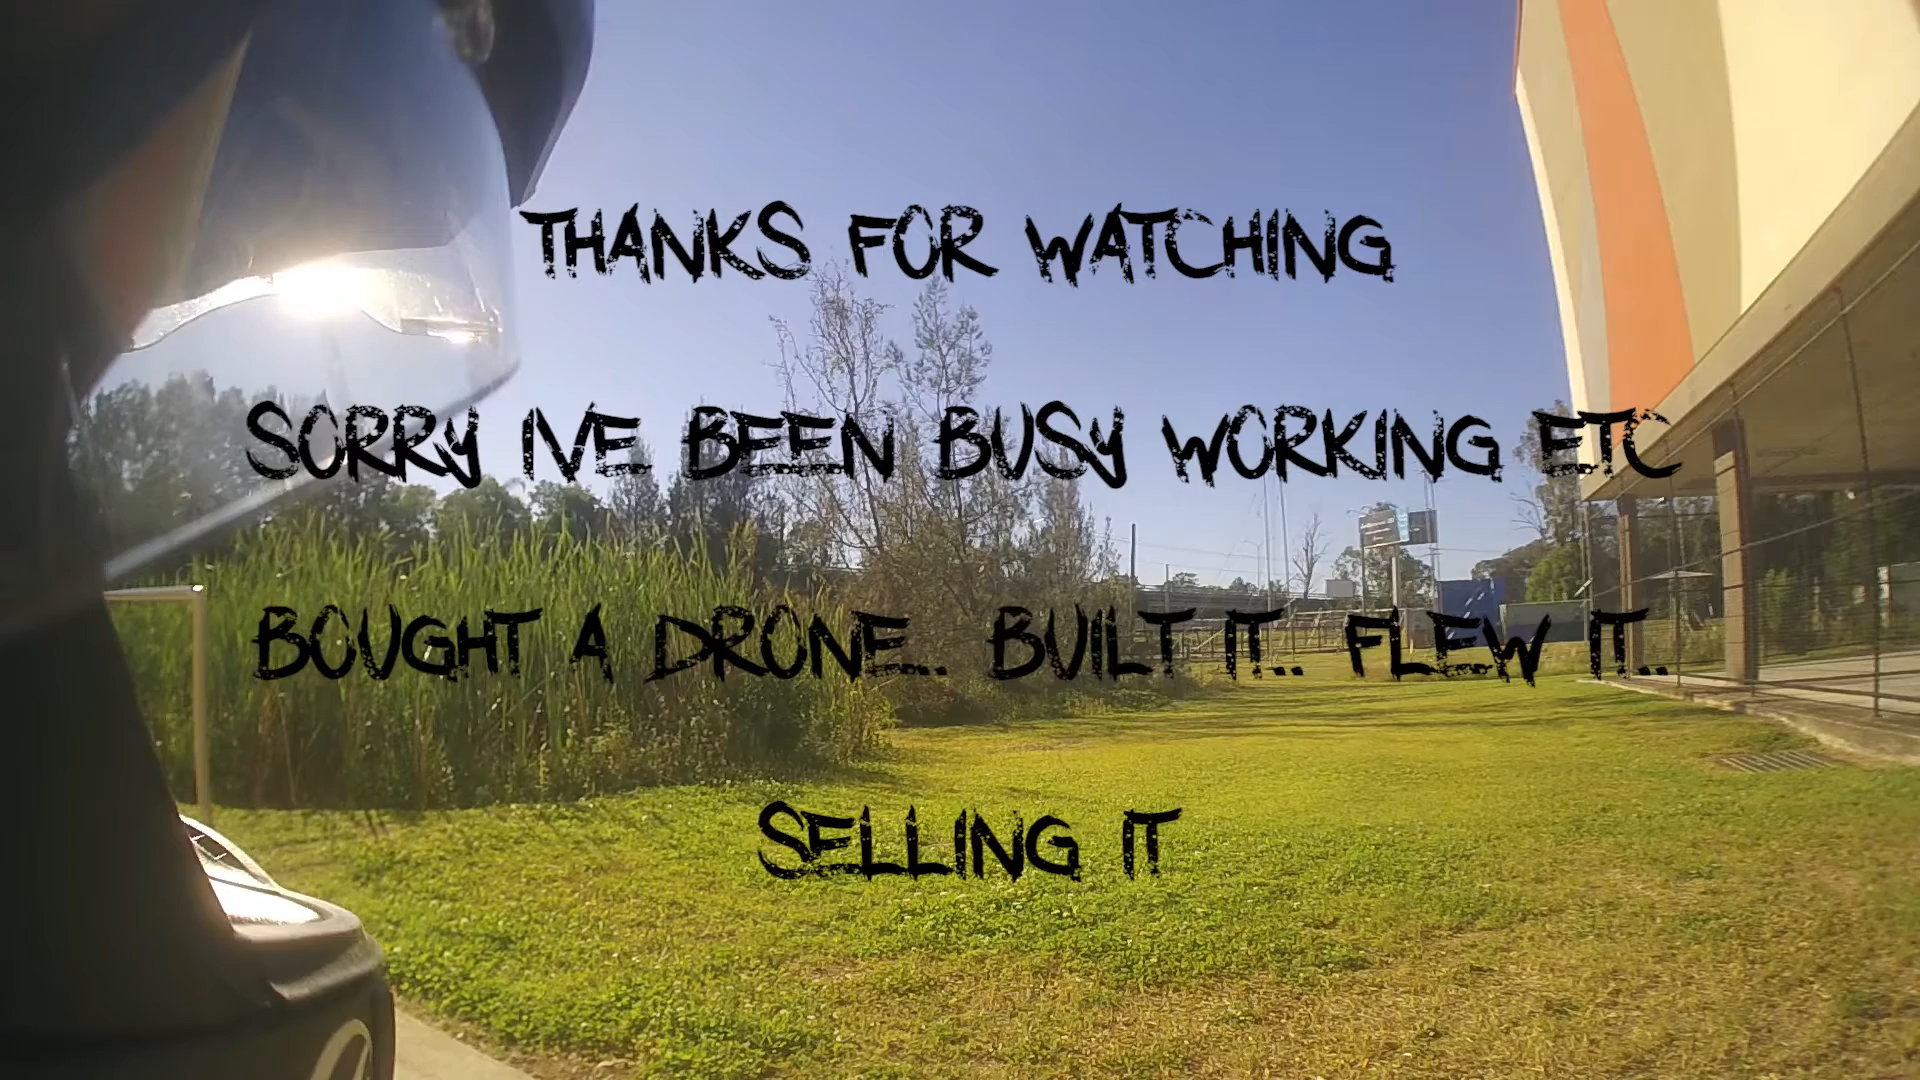 THANKS FOR WATCHING
SORRY IVE BEEN BUSY WORKING ETC
BOUGHT A DRONE.. BUILT IT.. FLEW IT..
SELLING IT